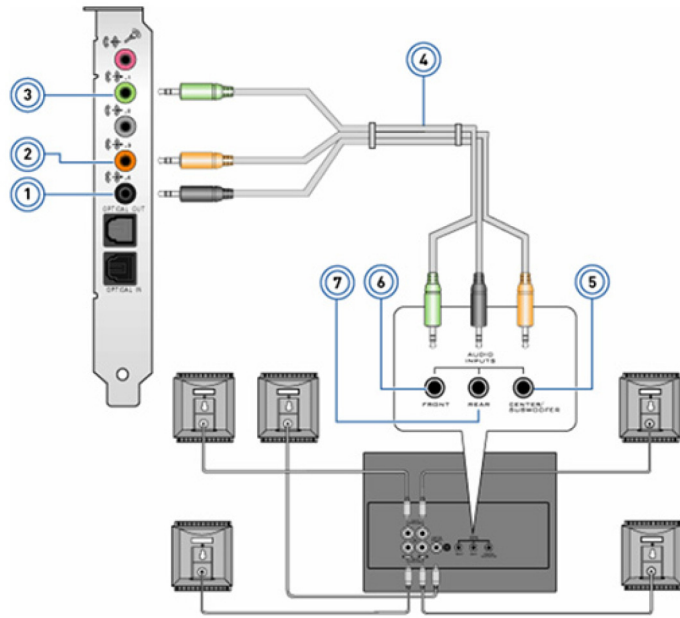 3
2
1
4
OPTICAL OUT
OPTICAL IN
7
6
5
AUDIO
INPUTS
FRONT
REAR
CENTER/
SUBWOOFER